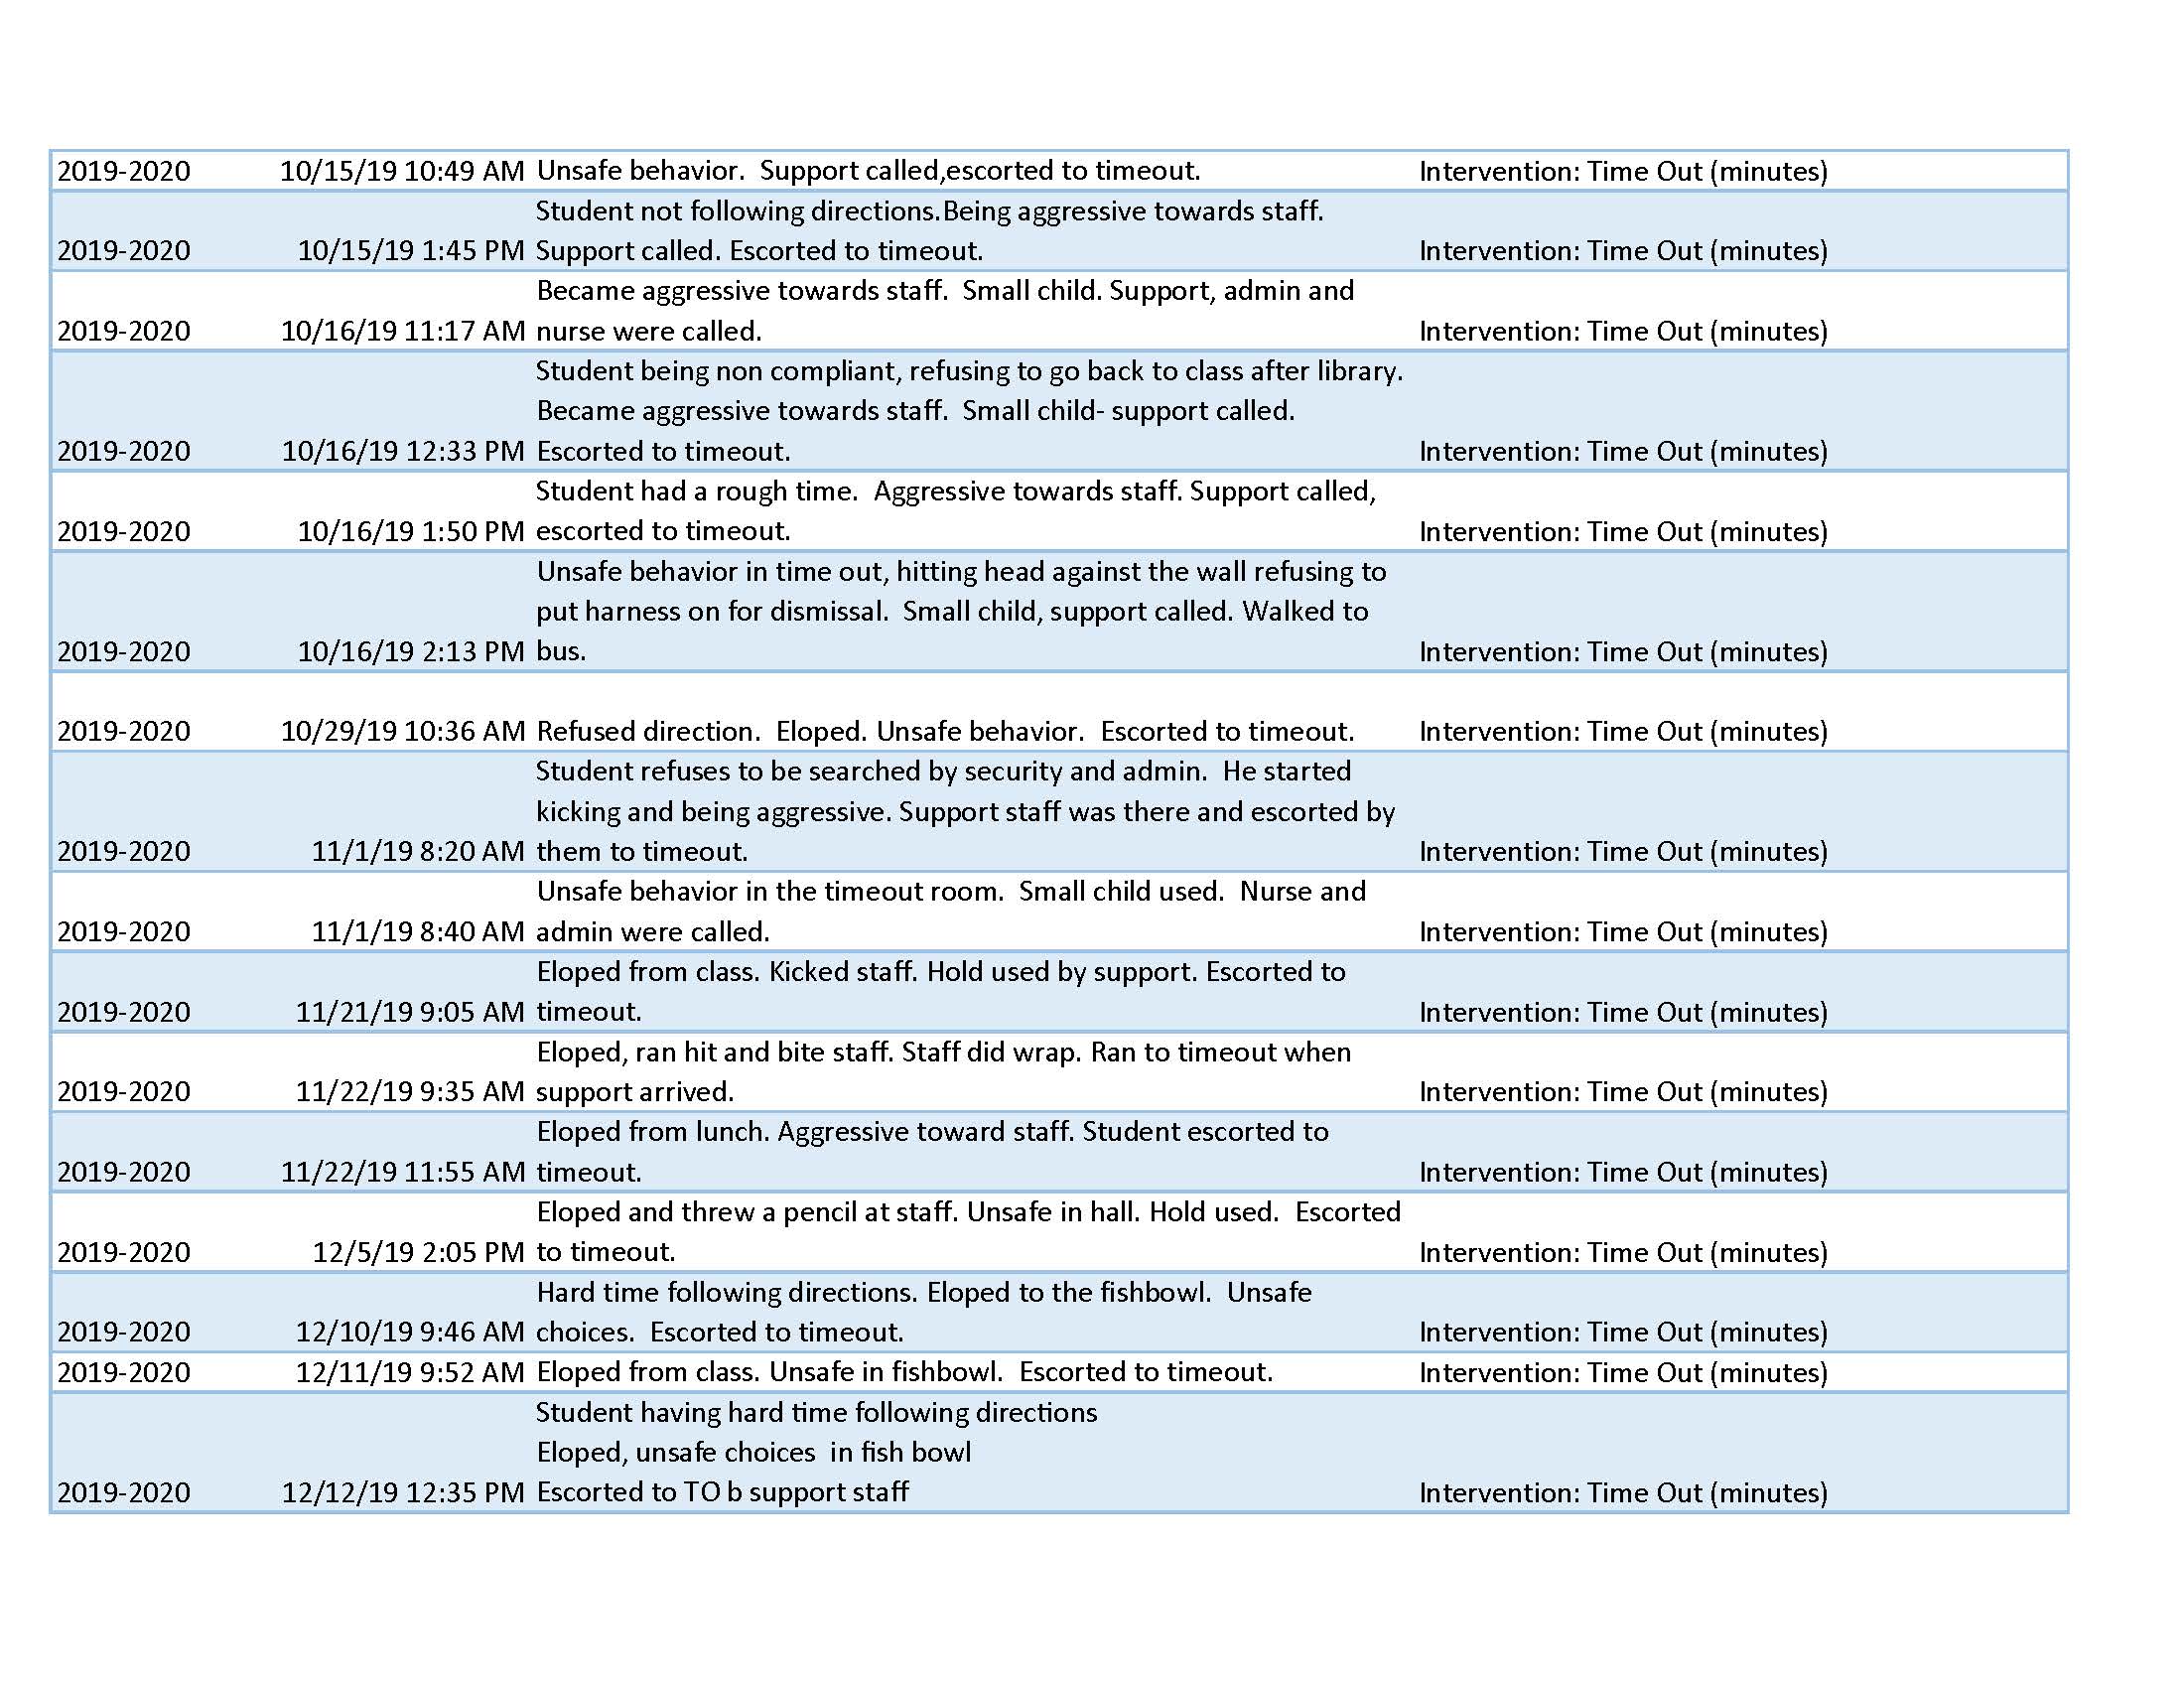 2019-2020 10/15/19 10:49 AM Unsafe behavior.  Support called,escorted to timeout. Intervention: Time Out (minutes)
Student not following directions.Being aggressive towards staff.
2019-2020 10/15/19 1:45 PM Support called. Escorted to timeout. Intervention: Time Out (minutes)
Became aggressive towards staff.  Small child. Support, admin and
2019-2020 10/16/19 11:17 AM nurse were called. Intervention: Time Out (minutes)
Student being non compliant, refusing to go back to class after library.
Became aggressive towards staff.  Small child- support called.
2019-2020 10/16/19 12:33 PM Escorted to timeout. Intervention: Time Out (minutes)
Student had a rough time.  Aggressive towards staff. Support called,
2019-2020 10/16/19 1:50 PM escorted to timeout. Intervention: Time Out (minutes)
Unsafe behavior in time out, hitting head against the wall refusing to
put harness on for dismissal.  Small child, support called. Walked to
2019-2020 10/16/19 2:13 PM bus. Intervention: Time Out (minutes)
2019-2020 10/29/19 10:36 AM Refused direction.  Eloped. Unsafe behavior.  Escorted to timeout. Intervention: Time Out (minutes)
Student refuses to be searched by security and admin.  He started
kicking and being aggressive. Support staff was there and escorted by
2019-2020 11/1/19 8:20 AM them to timeout. Intervention: Time Out (minutes)
Unsafe behavior in the timeout room.  Small child used.  Nurse and
2019-2020 11/1/19 8:40 AM admin were called. Intervention: Time Out (minutes)
Eloped from class. Kicked staff. Hold used by support. Escorted to
2019-2020 11/21/19 9:05 AM timeout. Intervention: Time Out (minutes)
Eloped, ran hit and bite staff. Staff did wrap. Ran to timeout when
2019-2020 11/22/19 9:35 AM support arrived. Intervention: Time Out (minutes)
Eloped from lunch. Aggressive toward staff. Student escorted to
2019-2020 11/22/19 11:55 AM timeout. Intervention: Time Out (minutes)
Eloped and threw a pencil at staff. Unsafe in hall. Hold used.  Escorted
2019-2020 12/5/19 2:05 PM to timeout. Intervention: Time Out (minutes)
Hard time following directions. Eloped to the fishbowl.  Unsafe
2019-2020 12/10/19 9:46 AM choices.  Escorted to timeout. Intervention: Time Out (minutes)
2019-2020 12/11/19 9:52 AM Eloped from class. Unsafe in fishbowl.  Escorted to timeout. Intervention: Time Out (minutes)
Student having hard time following directions
Eloped, unsafe choices  in fish bowl
2019-2020 12/12/19 12:35 PM Escorted to TO b support staff Intervention: Time Out (minutes)